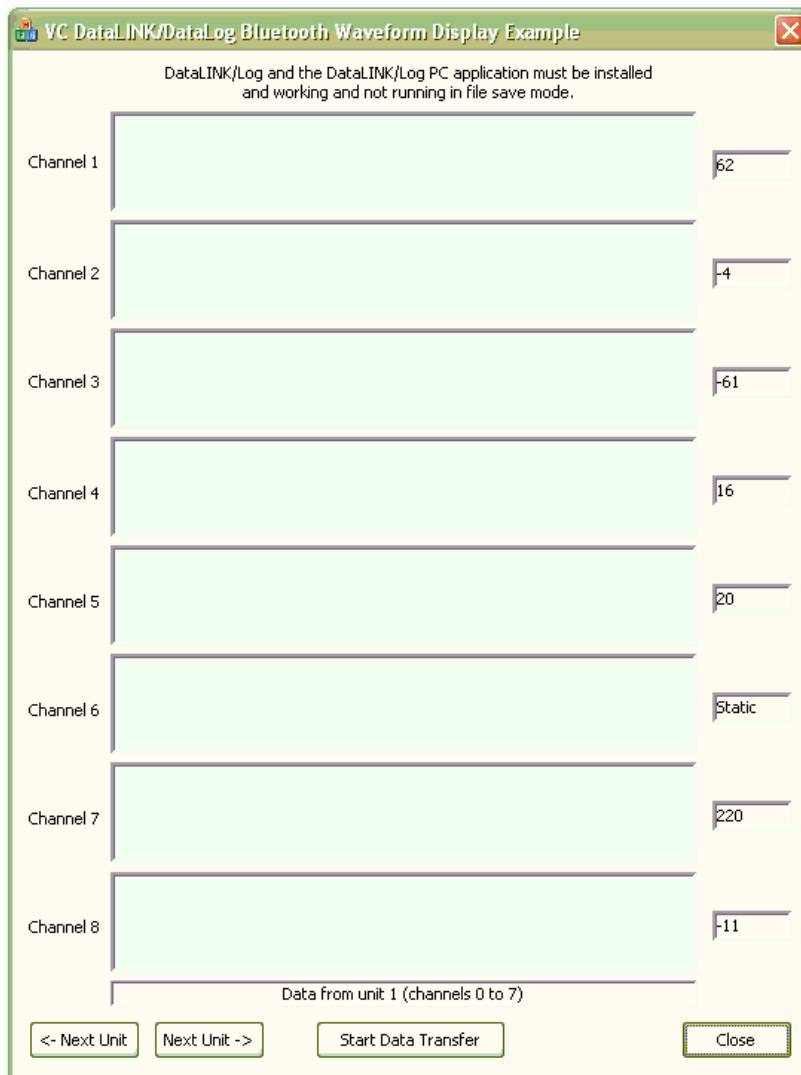 VC DataLINK/DataLog Bluetooth Waveform Display Example
DataLINK/Log and the DataLINK/Log PC application must be installed
and working and not running in file save mode.
Channel 1
62
Channel 2
-4
Channel 3
-61
Channel 4
16
Channel 5
20
Channel 6
Static
Channel 7
220
Channel 8
-11
Data from unit 1 (channels 0 to 7)
<- Next Unit
Next Unit ->
Start Data Transfer
Close